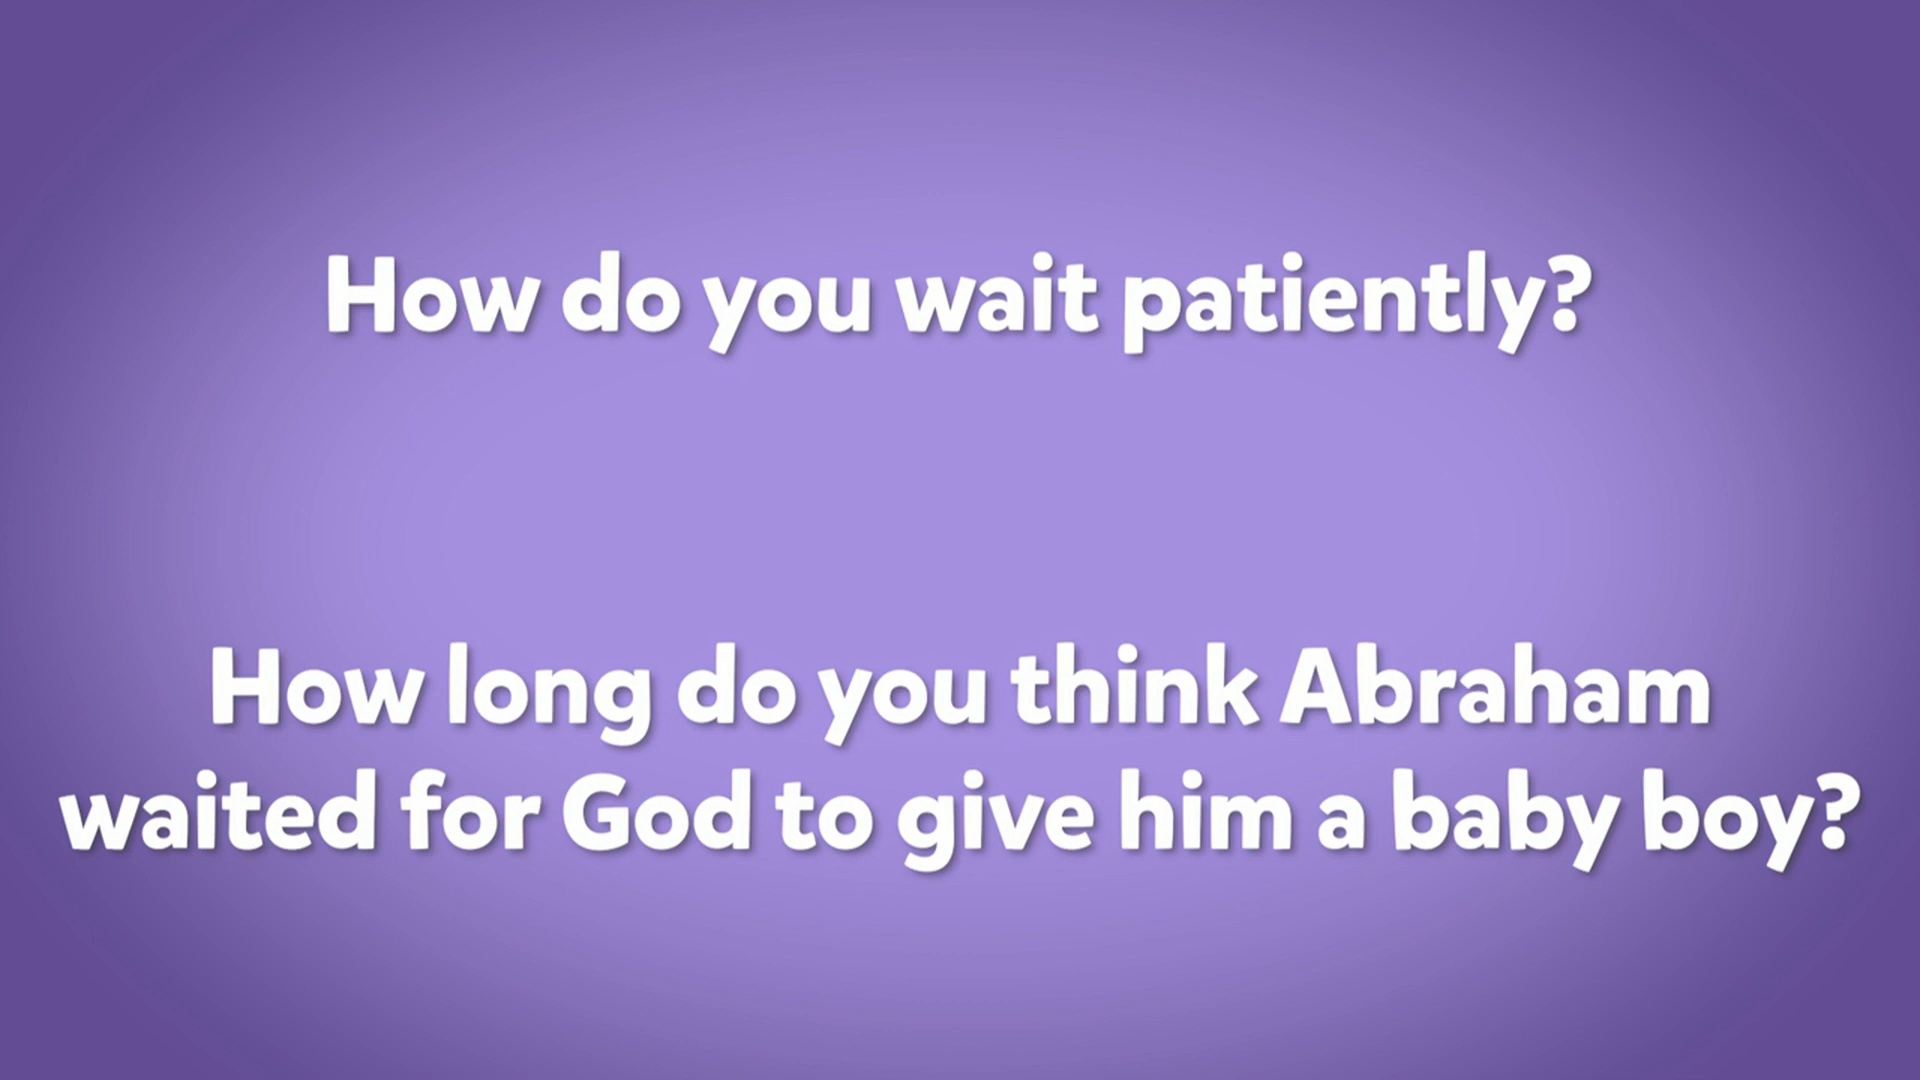 How do you wait patiently?
How long do you think Abraham
waited for God to give him a baby boy?